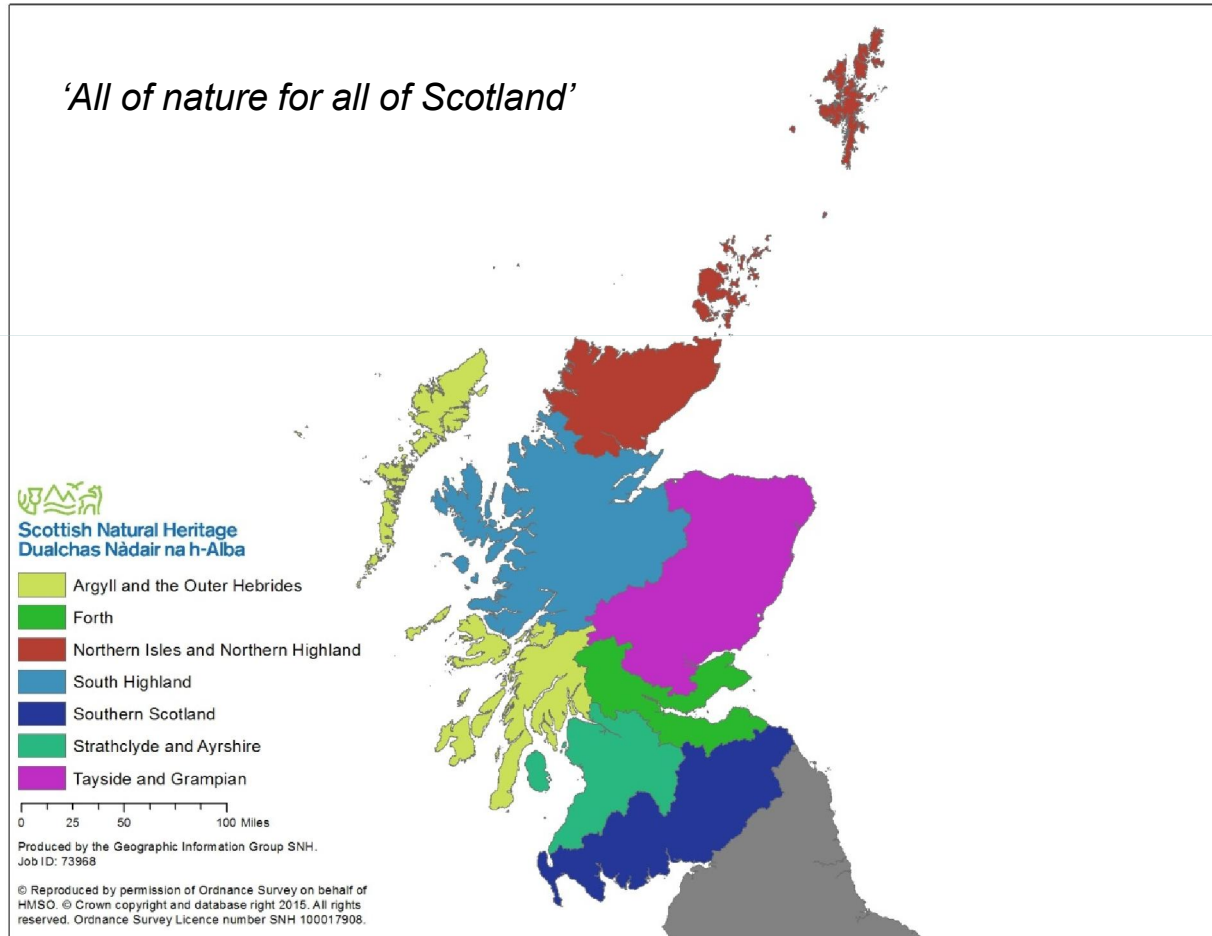 ‘All of nature for all of Scotland’
Scottish Natural Heritage
Dualchas Nàdair na h-Alba
Argyll and the Outer Hebrides
Forth
Northern Isles and Northern Highland
South Highland
Southern Scotland
Strathclyde and Ayrshire
Tayside and Grampian
0 25 50 100 Miles
Produced by the Geographic Information Group SNH.
Job ID: 73968
© Reproduced by permission of Ordnance Survey on behalf of
HMSO. © Crown copyright and database right 2015. All rights
reserved. Ordnance Survey Licence number SNH 100017908.